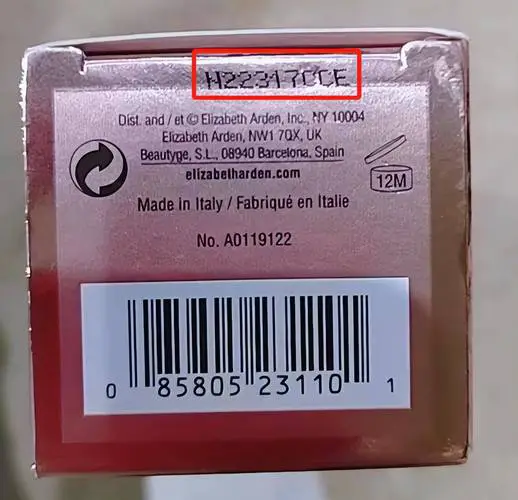 N22317CCE
Dist. and / et © Elizabeth Arden, Inc., NY 10004
Elizabeth Arden, NW1 7QX, UK
Beautyge, S.L., 08940 Barcelona, Spain
elizabetharden.com
12M
Made in Italy / Fabriqué en Italie
No. A0119122
0 85805 23110 1